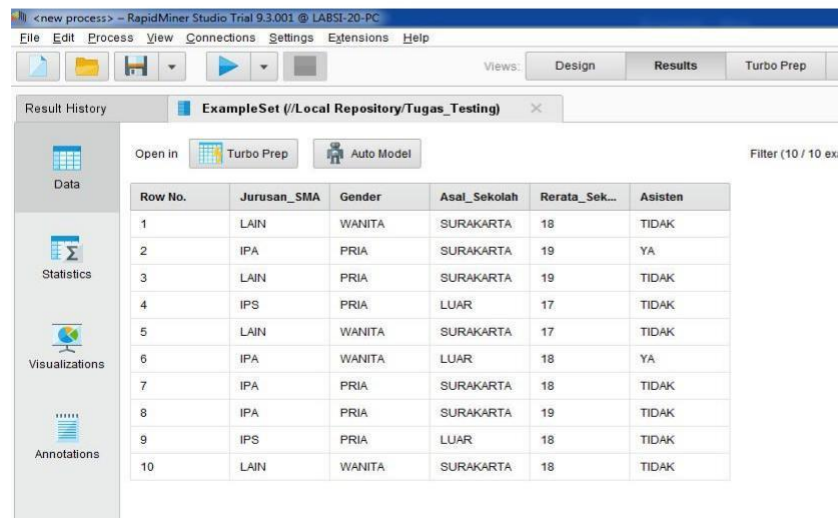 <new process> – RapidMiner Studio Trial 9.3.001 @ LABSI-20-PC
File Edit Process View Connections Settings Extensions Help
Views: Design Results Turbo Prep
Result History ExampleSet (//Local Repository/Tugas_Testing)
Open in Turbo Prep Auto Model Filter (10 / 10 exa
Data
Statistics
Visualizations
Annotations
Row No. Jurusan_SMA Gender Asal_Sekolah Rerata_Sek... Asisten
1 LAIN WANITA SURAKARTA 18 TIDAK
2 IPA PRIA SURAKARTA 19 YA
3 LAIN PRIA SURAKARTA 19 TIDAK
4 IPS PRIA LUAR 17 TIDAK
5 LAIN WANITA SURAKARTA 17 TIDAK
6 IPA WANITA LUAR 18 YA
7 IPA PRIA SURAKARTA 18 TIDAK
8 IPA PRIA SURAKARTA 19 TIDAK
9 IPS PRIA LUAR 18 TIDAK
10 LAIN WANITA SURAKARTA 18 TIDAK